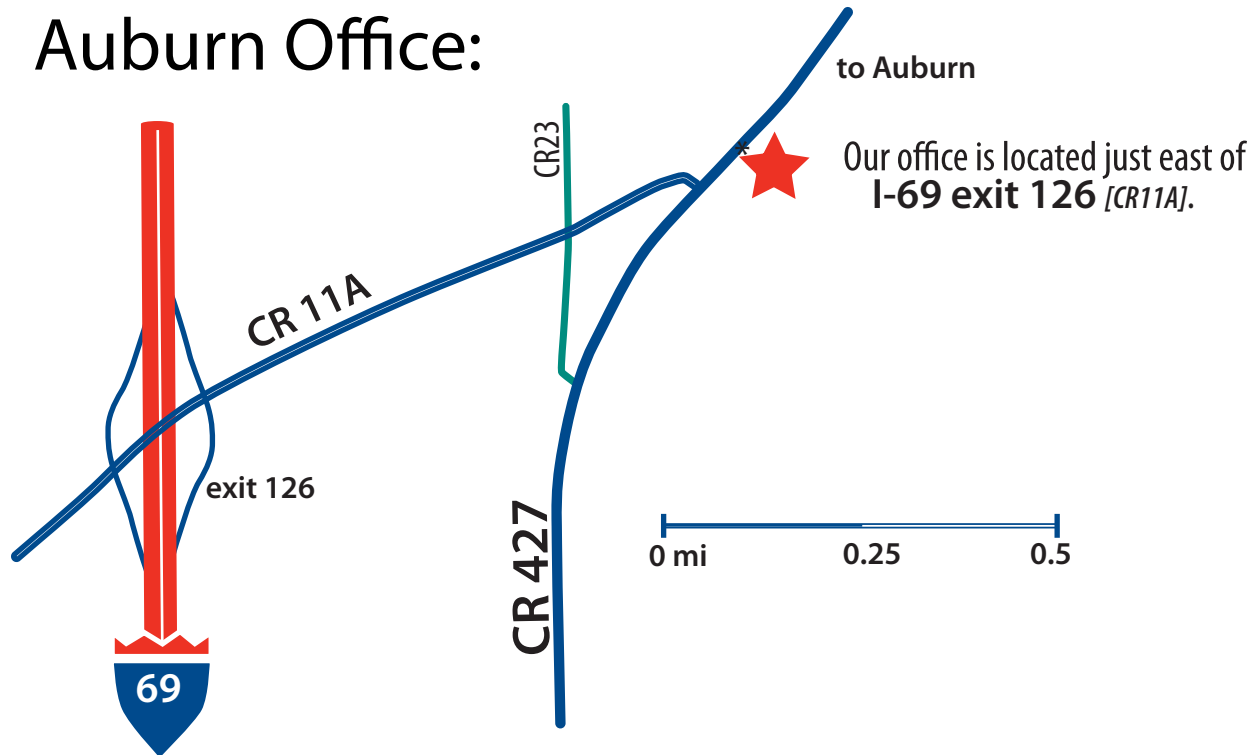 Auburn Office:
to Auburn
CR23
*
Our office is located just east of
I-69 exit 126 [CR11A].
CR 11A
exit 126
CR 427
0 mi 0.25 0.5
69